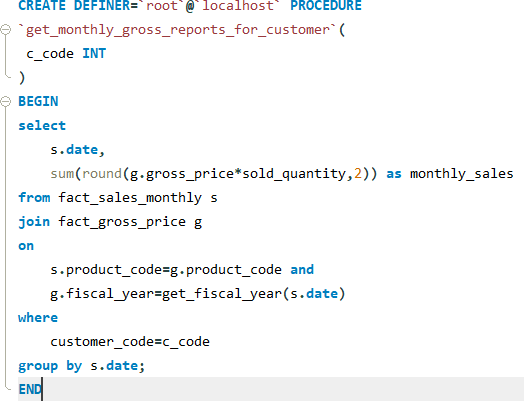 CREATE DEFINER=`root`@`localhost` PROCEDURE
`get_monthly_gross_reports_for_customer`(
c_code INT
)
BEGIN
select
s.date,
sum(round(g.gross_price*sold_quantity,2)) as monthly_sales
from fact_sales_monthly s
join fact_gross_price g
on
s.product_code=g.product_code and
g.fiscal_year=get_fiscal_year(s.date)
where
customer_code=c_code
group by s.date;
END